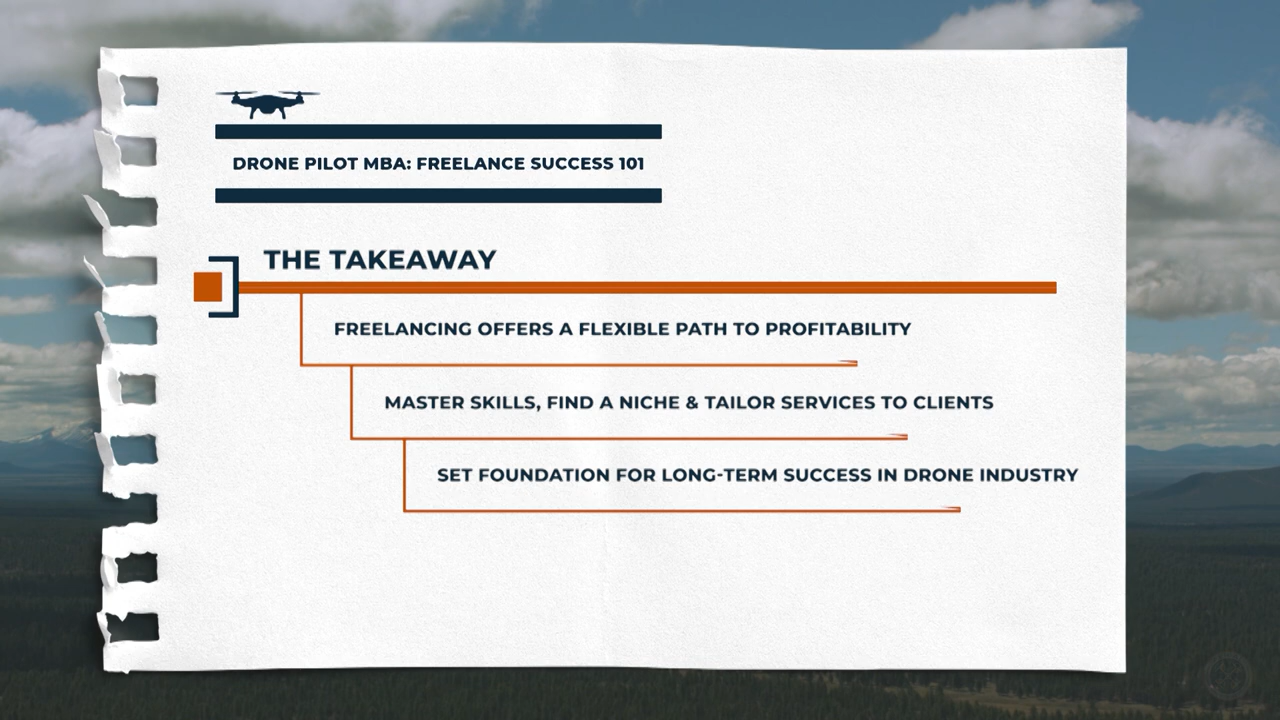 DRONE PILOT MBA: FREELANCE SUCCESS 101
THE TAKEAWAY
FREELANCING OFFERS A FLEXIBLE PATH TO PROFITABILITY
MASTER SKILLS, FIND A NICHE & TAILOR SERVICES TO CLIENTS
SET FOUNDATION FOR LONG-TERM SUCCESS IN DRONE INDUSTRY